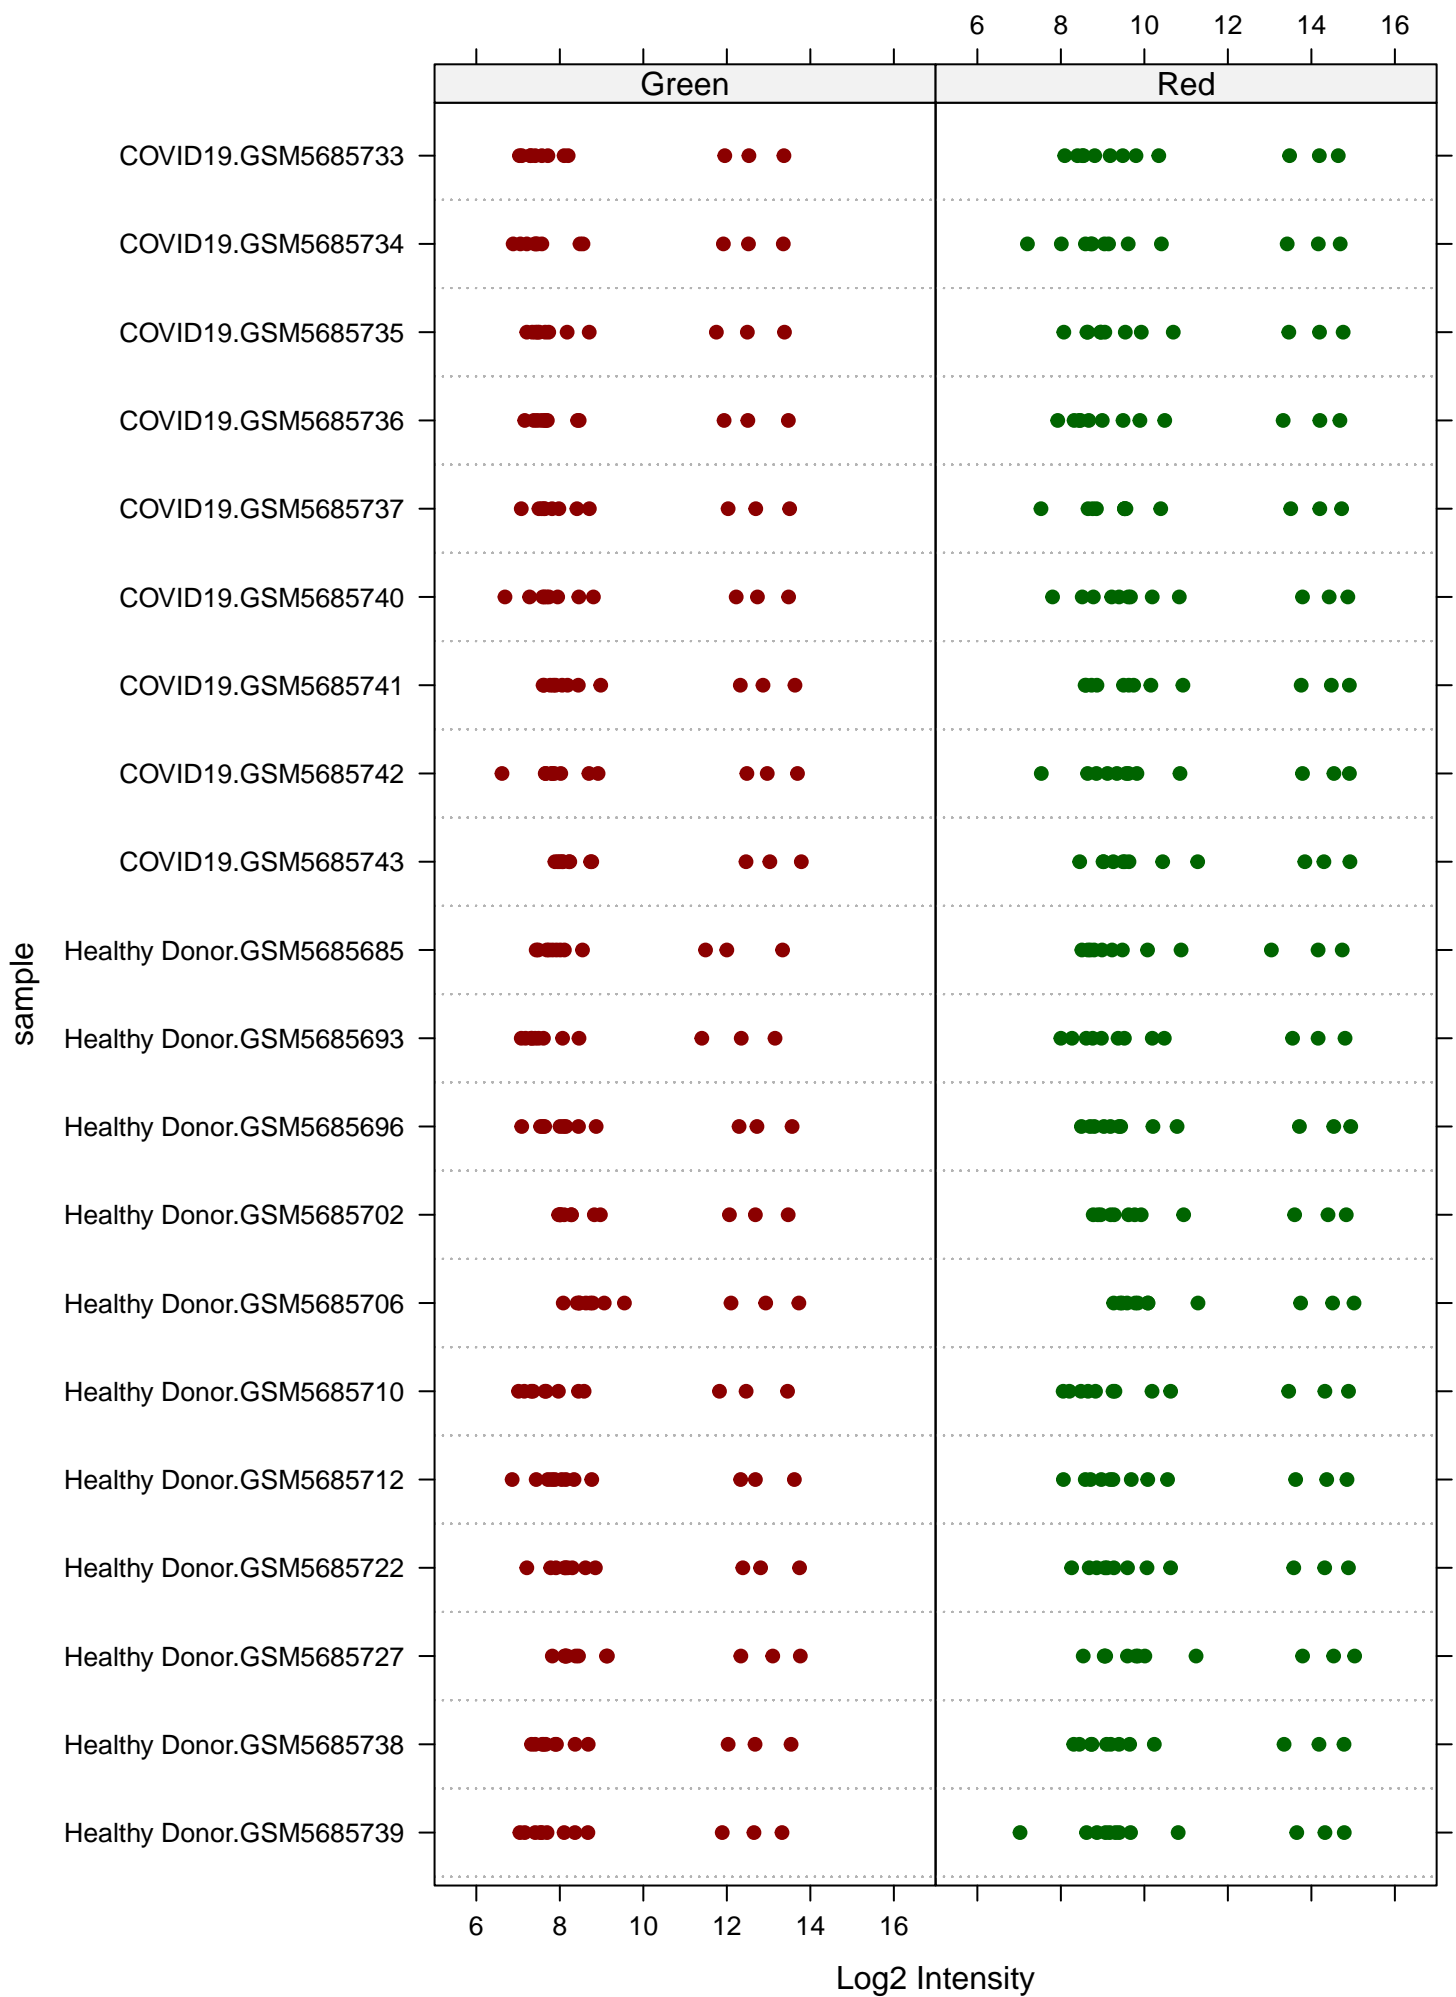 6 8 10 12 14 16
Green Red
COVID19.GSM5685733
COVID19.GSM5685734
COVID19.GSM5685735
COVID19.GSM5685736
COVID19.GSM5685737
COVID19.GSM5685740
COVID19.GSM5685741
COVID19.GSM5685742
COVID19.GSM5685743
Healthy Donor.GSM5685685
Healthy Donor.GSM5685693
Healthy Donor.GSM5685696
Healthy Donor.GSM5685702
Healthy Donor.GSM5685706
Healthy Donor.GSM5685710
Healthy Donor.GSM5685712
Healthy Donor.GSM5685722
Healthy Donor.GSM5685727
Healthy Donor.GSM5685738
Healthy Donor.GSM5685739
sample
6 8 10 12 14 16
Log2 Intensity